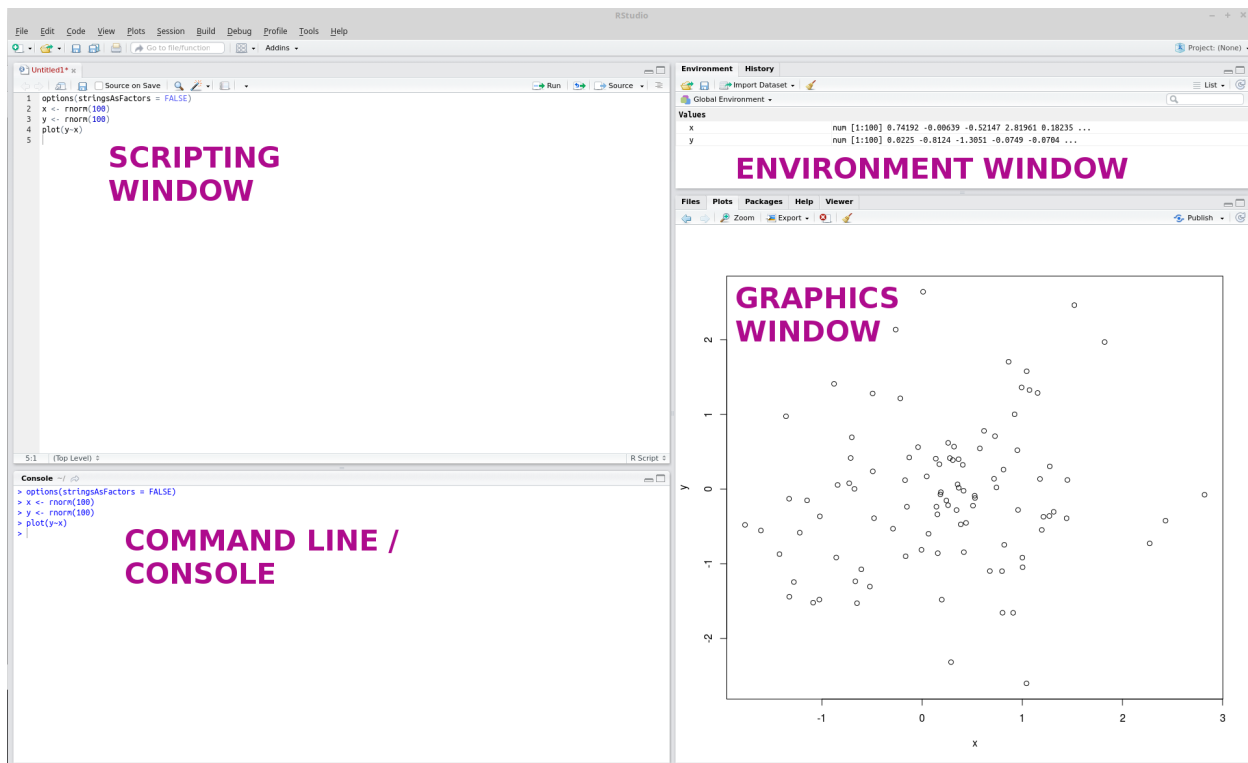 RStudio
File Edit Code View Plots Session Build Debug Profile Tools Help
Go to file/function Addins Project: (None)
Untitled1*
Source on Save Run Source
1 options(stringsAsFactors = FALSE)
2 x <- rnorm(100)
3 y <- rnorm(100)
4 plot(y~x)
5
SCRIPTING
WINDOW
5:1 (Top Level) R Script
Console ~/
> options(stringsAsFactors = FALSE)
> x <- rnorm(100)
> y <- rnorm(100)
> plot(y~x)
>
COMMAND LINE /
CONSOLE
Environment History
Import Dataset List
Global Environment
Values
x num [1:100] 0.74192 -0.00639 -0.52147 2.81961 0.18235 ...
y num [1:100] 0.0225 -0.8124 -1.3051 -0.0749 -0.0704 ...
ENVIRONMENT WINDOW
Files Plots Packages Help Viewer
Zoom Export Publish
GRAPHICS
WINDOW
2
1
0
-1
-2
y
-1 0 1 2 3
x